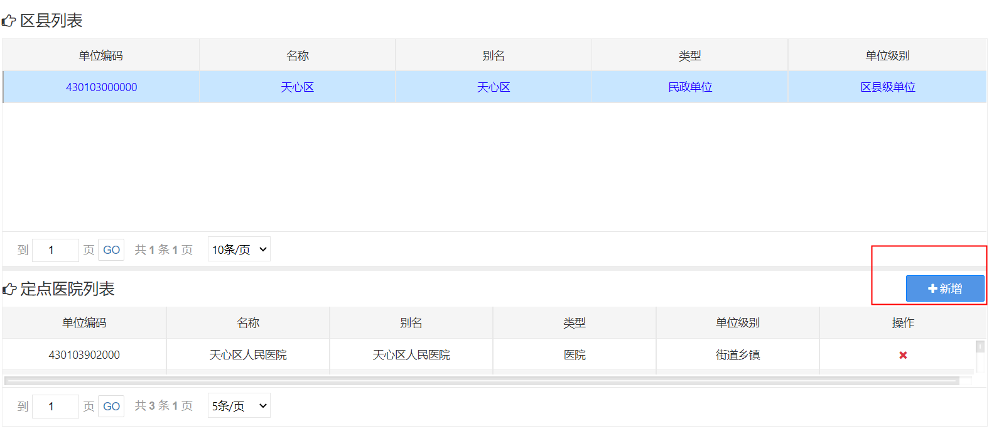 区县列表
单位编码 名称 别名 类型 单位级别
430103000000 天心区 天心区 民政单位 区县级单位
到 1 页 GO 共 1 条 1 页 10条/页
定点医院列表 新增
单位编码 名称 别名 类型 单位级别 操作
430103902000 天心区人民医院 天心区人民医院 医院 街道乡镇
到 1 页 GO 共 3 条 1 页 5条/页